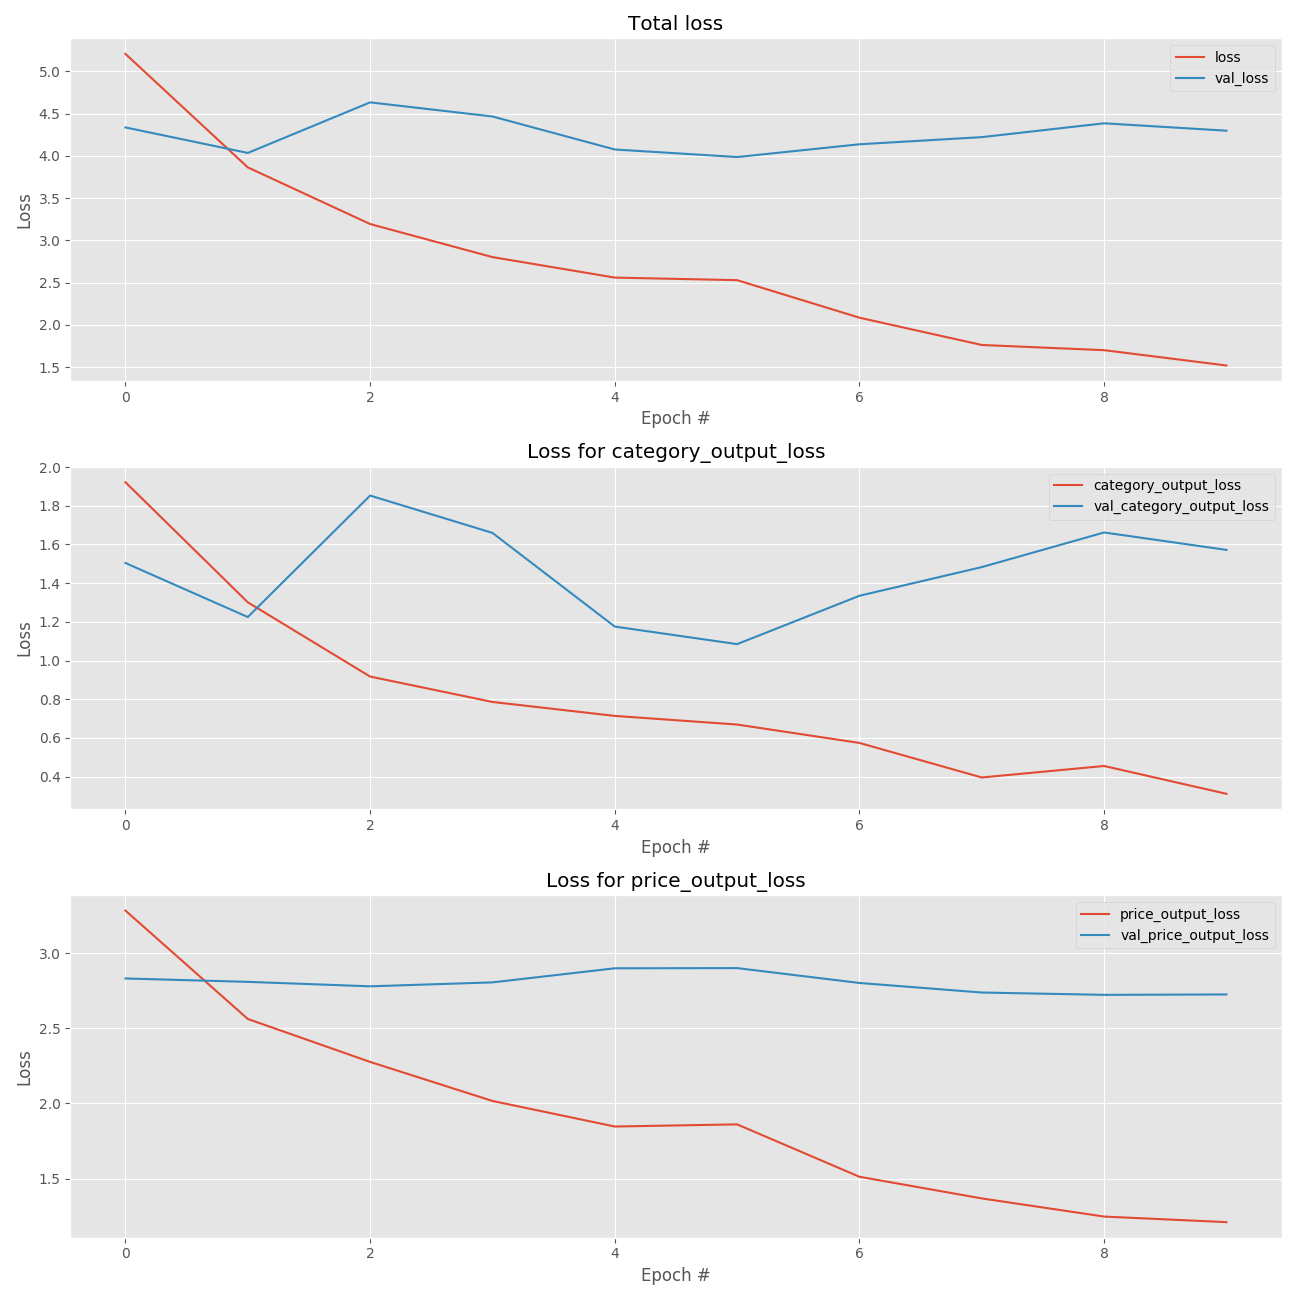 Total loss
loss
val_loss
5.0
4.5
4.0
3.5
3.0
2.5
2.0
1.5
Loss
0 2 4 6 8
Epoch #
Loss for category_output_loss
category_output_loss
val_category_output_loss
2.0
1.8
1.6
1.4
1.2
1.0
0.8
0.6
0.4
Loss
0 2 4 6 8
Epoch #
Loss for price_output_loss
price_output_loss
val_price_output_loss
3.0
2.5
2.0
1.5
Loss
0 2 4 6 8
Epoch #